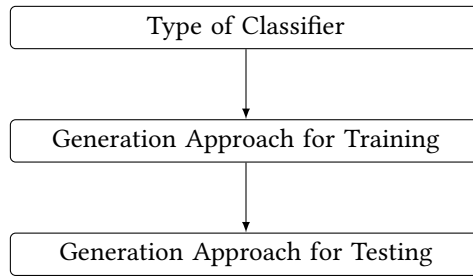 Type of Classifier
Generation Approach for Training
Generation Approach for Testing